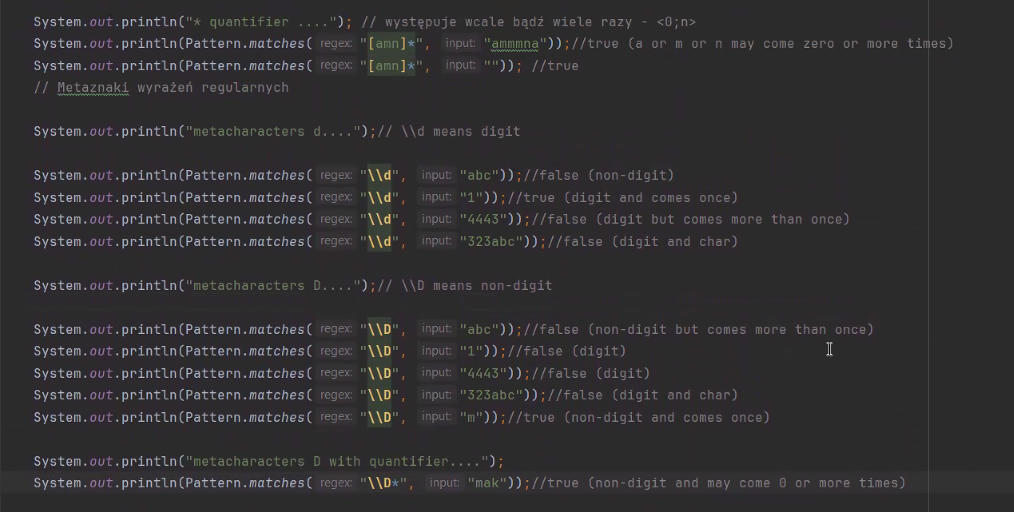 System.out.println("* quantifier ...."); // występuje wcale bądź wiele razy - <0;n>
System.out.println(Pattern.matches( regex: "[amn]*", input: "ammmna"));//true (a or m or n may come zero or more times)
System.out.println(Pattern.matches( regex: "[amn]*", input: "")); //true
// Metaznaki wyrażeń regularnych
System.out.println("metacharacters d....");// \\d means digit
System.out.println(Pattern.matches( regex: "\\d", input: "abc"));//false (non-digit)
System.out.println(Pattern.matches( regex: "\\d", input: "1"));//true (digit and comes once)
System.out.println(Pattern.matches( regex: "\\d", input: "4443"));//false (digit but comes more than once)
System.out.println(Pattern.matches( regex: "\\d", input: "323abc"));//false (digit and char)
System.out.println("metacharacters D....");// \\D means non-digit
System.out.println(Pattern.matches( regex: "\\D", input: "abc"));//false (non-digit but comes more than once)
System.out.println(Pattern.matches( regex: "\\D", input: "1"));//false (digit)
System.out.println(Pattern.matches( regex: "\\D", input: "4443"));//false (digit)
System.out.println(Pattern.matches( regex: "\\D", input: "323abc"));//false (digit and char)
System.out.println(Pattern.matches( regex: "\\D", input: "m"));//true (non-digit and comes once)
System.out.println("metacharacters D with quantifier....");
System.out.println(Pattern.matches( regex: "\\D*", input: "mak"));//true (non-digit and may come 0 or more times)